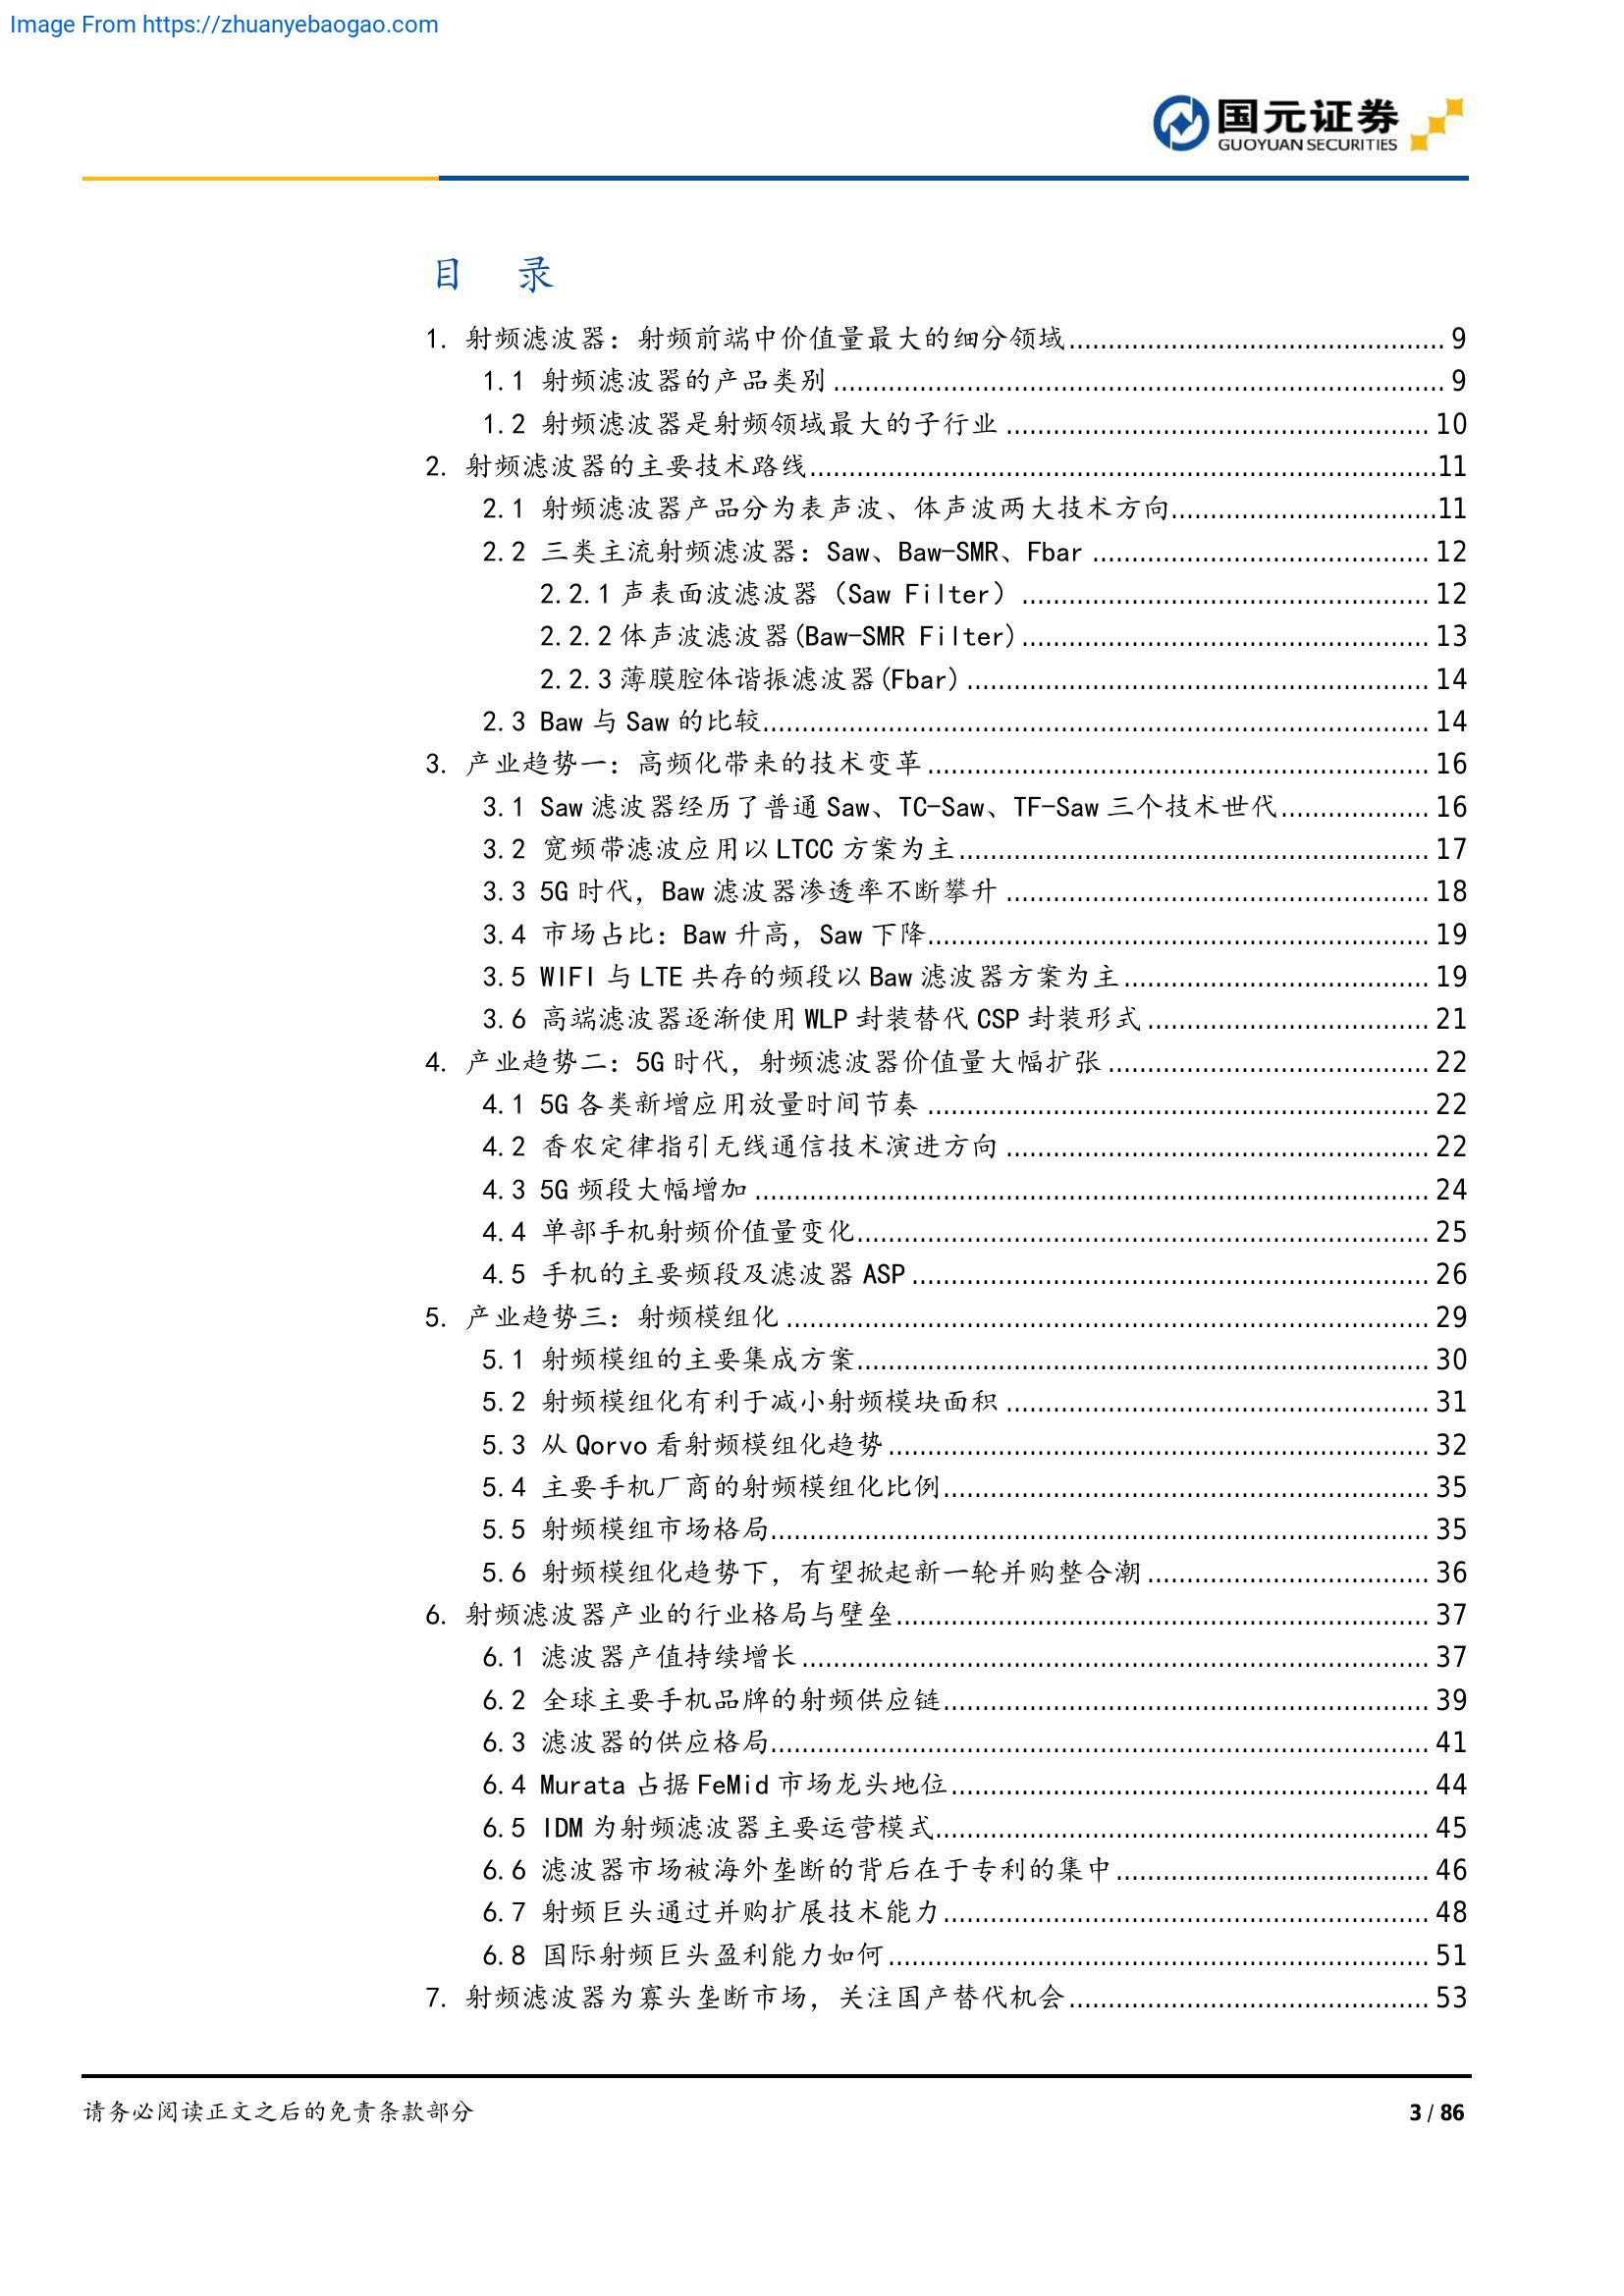 Image From https://zhuanyebaogao.com
国元证券
GUOYUAN SECURITIES
目 录
1. 射频滤波器：射频前端中价值量最大的细分领域 9
1.1 射频滤波器的产品类别 9
1.2 射频滤波器是射频领域最大的子行业 10
2. 射频滤波器的主要技术路线 11
2.1 射频滤波器产品分为表声波、体声波两大技术方向 11
2.2 三类主流射频滤波器：Saw、Baw-SMR、Fbar 12
2.2.1 声表面波滤波器（Saw Filter） 12
2.2.2 体声波滤波器(Baw-SMR Filter) 13
2.2.3 薄膜腔体谐振滤波器(Fbar) 14
2.3 Baw 与 Saw 的比较 14
3. 产业趋势一：高频化带来的技术变革 16
3.1 Saw 滤波器经历了普通 Saw、TC-Saw、TF-Saw 三个技术世代 16
3.2 宽频带滤波应用以 LTCC 方案为主 17
3.3 5G 时代，Baw 滤波器渗透率不断攀升 18
3.4 市场占比：Baw 升高，Saw 下降 19
3.5 WIFI 与 LTE 共存的频段以 Baw 滤波器方案为主 19
3.6 高端滤波器逐渐使用 WLP 封装替代 CSP 封装形式 21
4. 产业趋势二：5G 时代，射频滤波器价值量大幅扩张 22
4.1 5G 各类新增应用放量时间节奏 22
4.2 香农定律指引无线通信技术演进方向 22
4.3 5G 频段大幅增加 24
4.4 单部手机射频价值量变化 25
4.5 手机的主要频段及滤波器 ASP 26
5. 产业趋势三：射频模组化 29
5.1 射频模组的主要集成方案 30
5.2 射频模组化有利于减小射频模块面积 31
5.3 从 Qorvo 看射频模组化趋势 32
5.4 主要手机厂商的射频模组化比例 35
5.5 射频模组市场格局 35
5.6 射频模组化趋势下，有望掀起新一轮并购整合潮 36
6. 射频滤波器产业的行业格局与壁垒 37
6.1 滤波器产值持续增长 37
6.2 全球主要手机品牌的射频供应链 39
6.3 滤波器的供应格局 41
6.4 Murata 占据 FeMid 市场龙头地位 44
6.5 IDM 为射频滤波器主要运营模式 45
6.6 滤波器市场被海外垄断的背后在于专利的集中 46
6.7 射频巨头通过并购扩展技术能力 48
6.8 国际射频巨头盈利能力如何 51
7. 射频滤波器为寡头垄断市场，关注国产替代机会 53
请务必阅读正文之后的免责条款部分
3 / 86